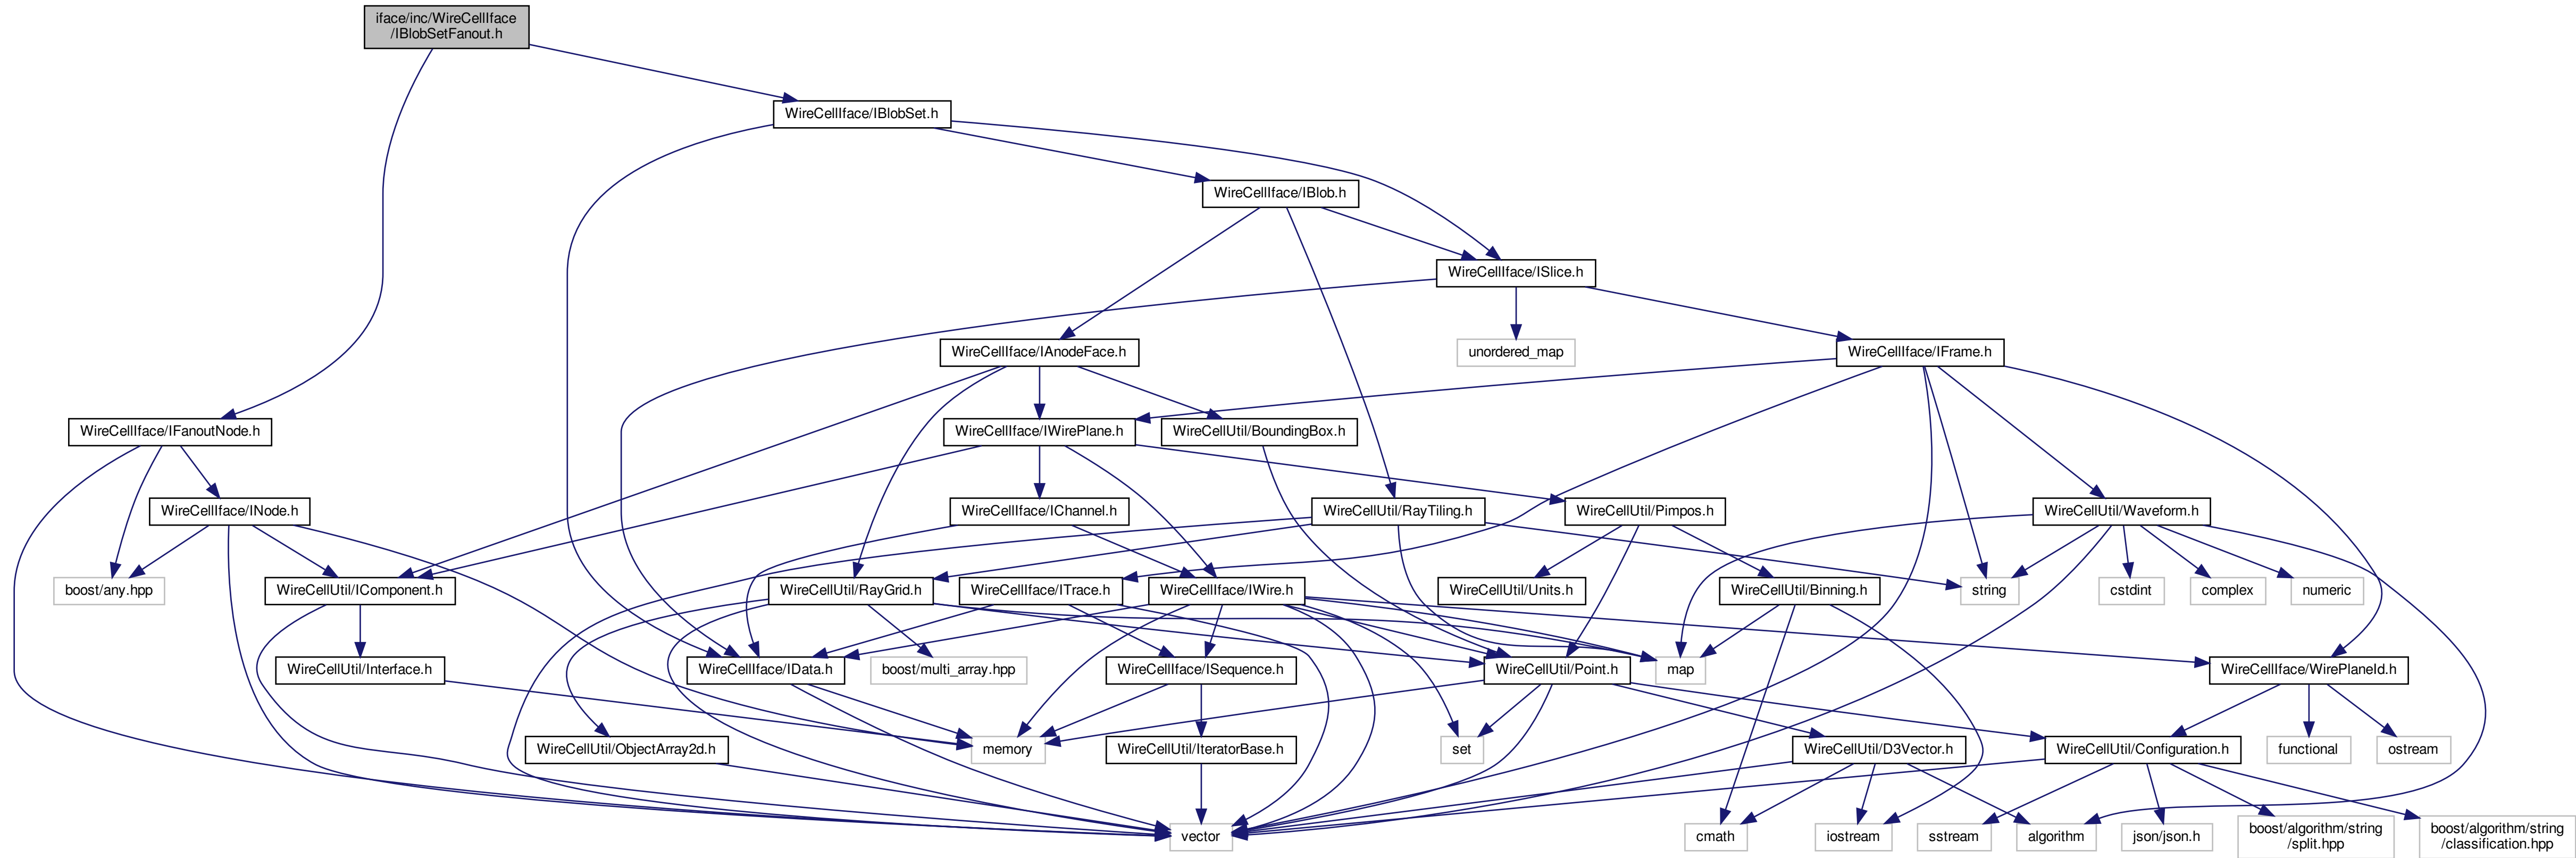 iface/inc/WireCellIface
/IBlobSetFanout.h
WireCellIface/IBlobSet.h
WireCellIface/IBlob.h
WireCellIface/ISlice.h
WireCellIface/IAnodeFace.h
unordered_map
WireCellIface/IFrame.h
WireCellIface/IFanoutNode.h
WireCellIface/IWirePlane.h
WireCellUtil/BoundingBox.h
WireCellIface/INode.h
WireCellIface/IChannel.h
WireCellUtil/RayTiling.h
WireCellUtil/Pimpos.h
WireCellUtil/Waveform.h
boost/any.hpp
WireCellUtil/IComponent.h
WireCellUtil/RayGrid.h
WireCellIface/ITrace.h
WireCellIface/IWire.h
WireCellUtil/Units.h
WireCellUtil/Binning.h
string
cstdint
complex
numeric
WireCellUtil/Interface.h
WireCellIface/IData.h
boost/multi_array.hpp
WireCellIface/ISequence.h
WireCellUtil/Point.h
map
WireCellIface/WirePlaneId.h
WireCellUtil/ObjectArray2d.h
memory
WireCellUtil/IteratorBase.h
set
WireCellUtil/D3Vector.h
WireCellUtil/Configuration.h
functional
ostream
vector
cmath
iostream
sstream
algorithm
json/json.h
boost/algorithm/string
/split.hpp
boost/algorithm/string
/classification.hpp